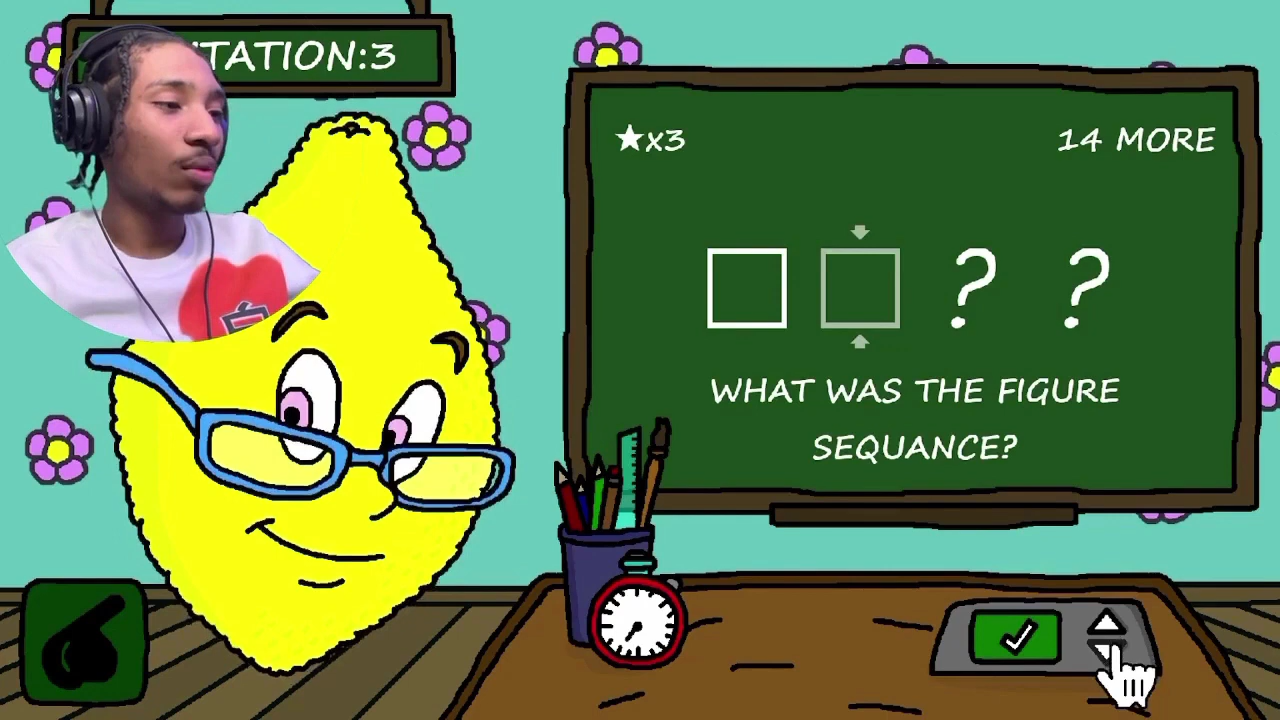 TATION:3
★x3
14 MORE
? ?
WHAT WAS THE FIGURE
SEQUANCE?